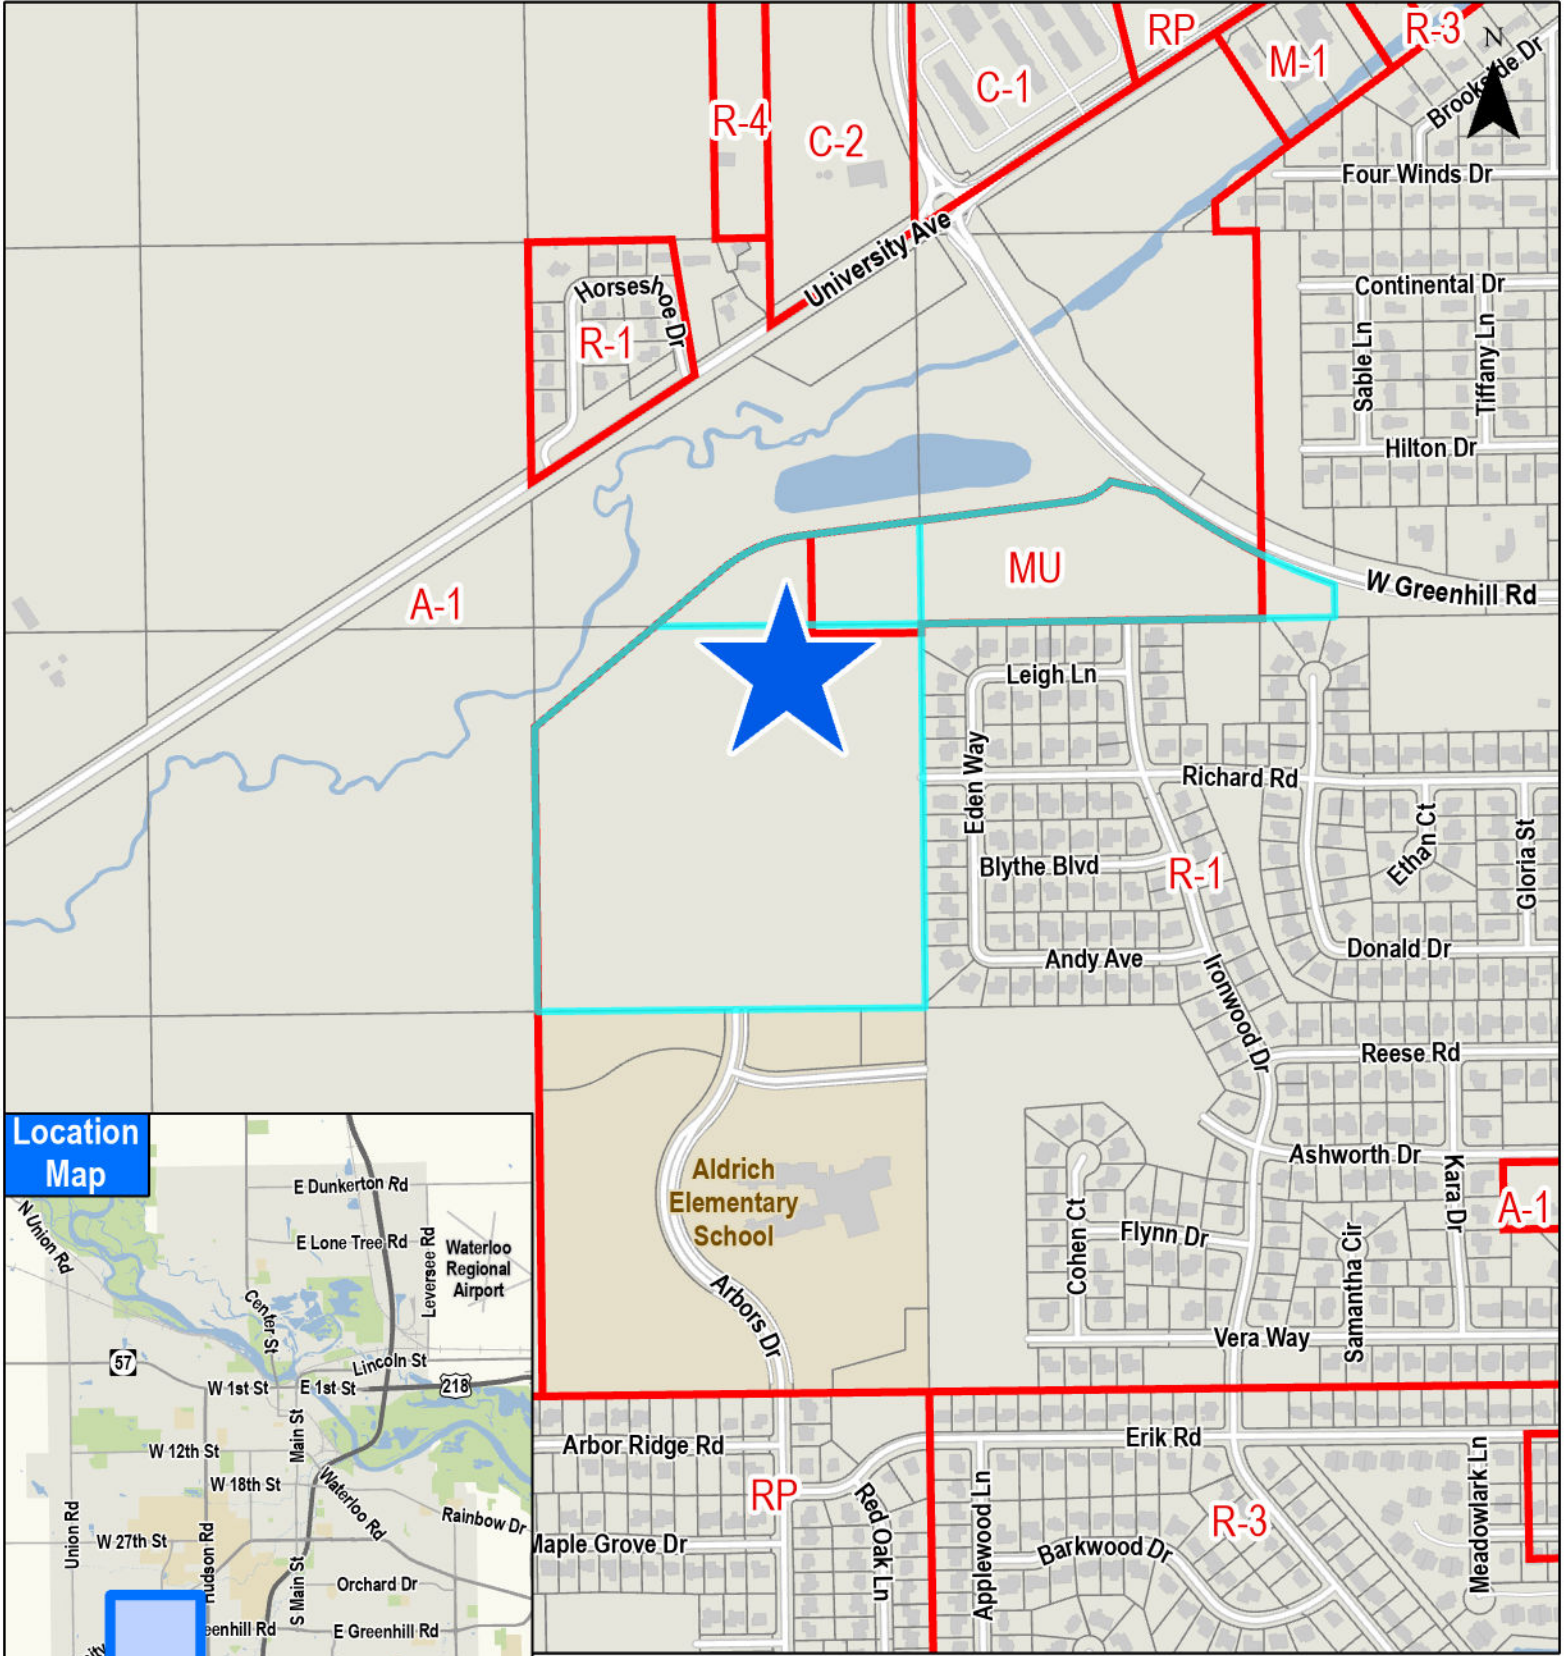 RP
R-3
N
M-1
C-1
Brookside Dr
R-4
C-2
Four Winds Dr
University Ave
Continental Dr
Horseshoe Dr
R-1
Sable Ln
Tiffany Ln
Hilton Dr
MU
A-1
W Greenhill Rd
Leigh Ln
Eden Way
Richard Rd
Blythe Blvd
R-1
Ethan Ct
Gloria St
Andy Ave
Donald Dr
Ironwood Dr
Reese Rd
Ashworth Dr
Kara Dr
A-1
Aldrich
Elementary
School
Cohen Ct
Flynn Dr
Samantha Cir
Arbors Dr
Vera Way
Arbor Ridge Rd
Erik Rd
RP
Red Oak Ln
Applewood Ln
R-3
Meadowlark Ln
Maple Grove Dr
Barkwood Dr
Location
Map
E Dunkerton Rd
N Union Rd
E Lone Tree Rd
Leversee Rd
Waterloo
Regional
Airport
Center St
57
Lincoln St
W 1st St
E 1st St
218
Main St
W 12th St
W 18th St
Waterloo Rd
Rainbow Dr
Union Rd
W 27th St
Hudson Rd
S Main St
Orchard Dr
eenhill Rd
E Greenhill Rd